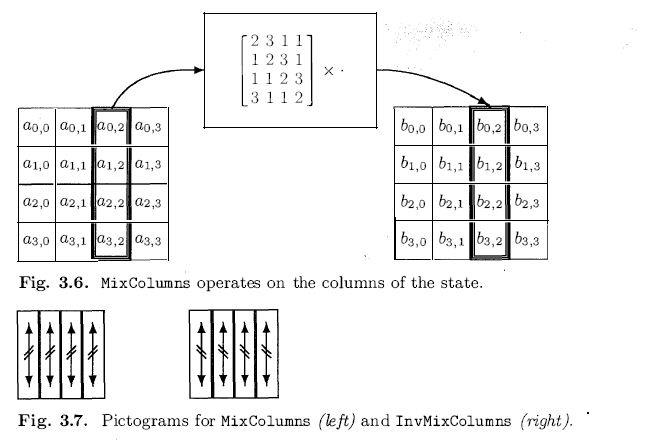 2 3 1 1
1 2 3 1
1 1 2 3
3 1 1 2
× ·
a0,0 a0,1 a0,2 a0,3
a1,0 a1,1 a1,2 a1,3
a2,0 a2,1 a2,2 a2,3
a3,0 a3,1 a3,2 a3,3
b0,0 b0,1 b0,2 b0,3
b1,0 b1,1 b1,2 b1,3
b2,0 b2,1 b2,2 b2,3
b3,0 b3,1 b3,2 b3,3
Fig. 3.6. MixColumns operates on the columns of the state.
Fig. 3.7. Pictograms for MixColumns (left) and InvMixColumns (right).